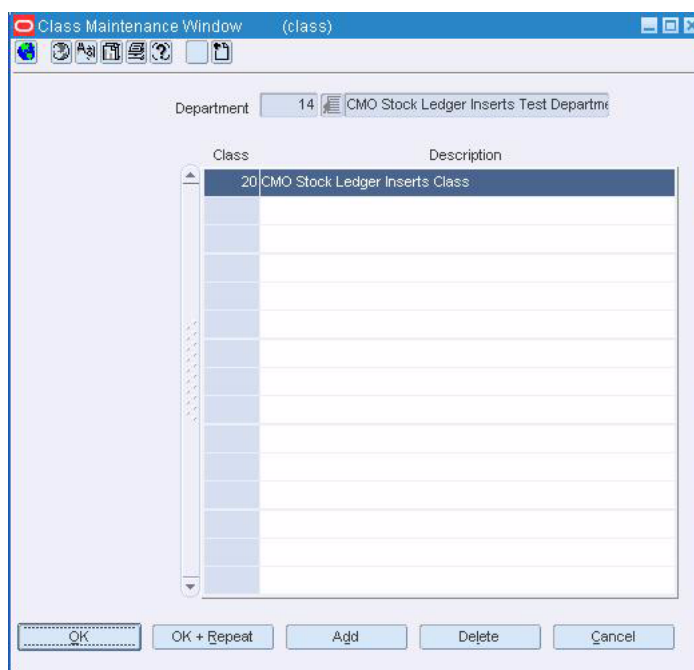 Class Maintenance Window (class)
Department 14 CMO Stock Ledger Inserts Test Departme
Class Description
20 CMO Stock Ledger Inserts Class
OK OK + Repeat Add Delete Cancel